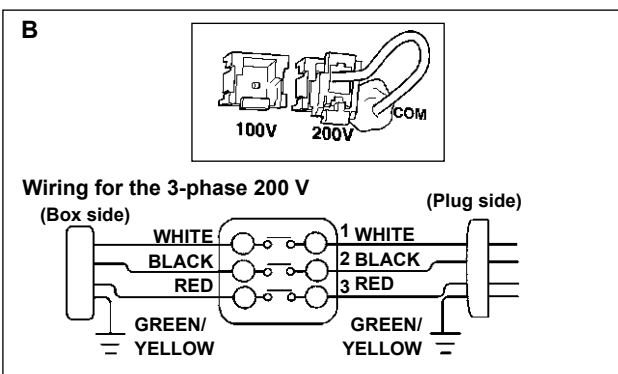 B
100V 200V COM
Wiring for the 3-phase 200 V
(Box side) (Plug side)
WHITE 1 WHITE
BLACK 2 BLACK
RED 3 RED
GREEN/ GREEN/
YELLOW YELLOW